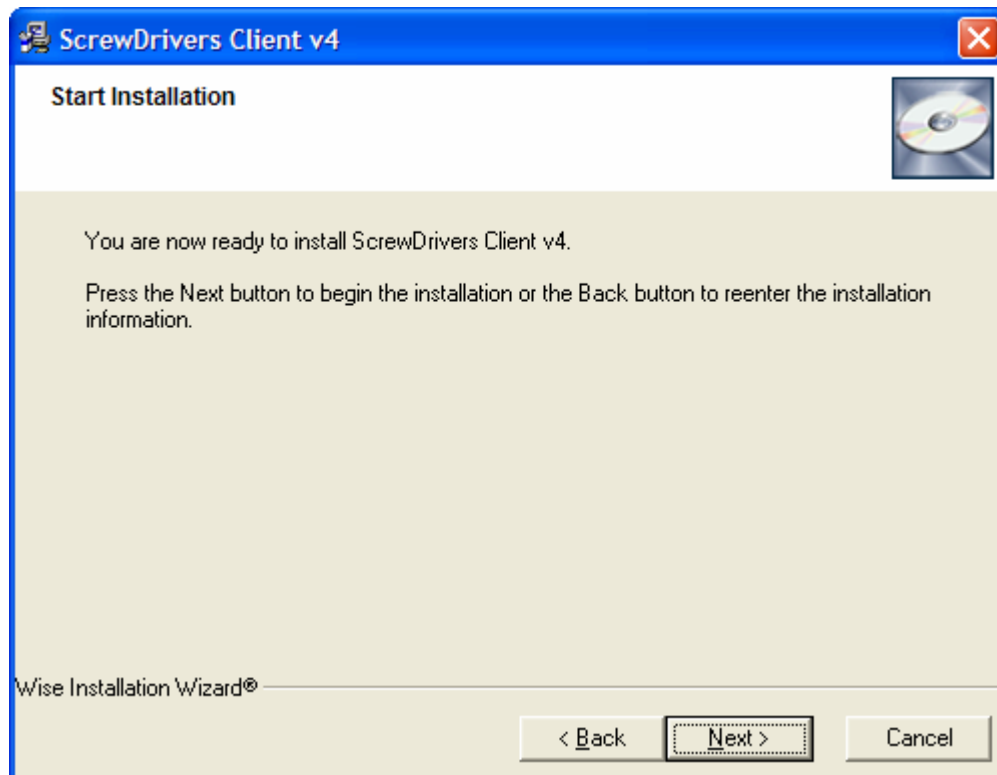 ScrewDrivers Client v4
Start Installation
You are now ready to install ScrewDrivers Client v4.
Press the Next button to begin the installation or the Back button to reenter the installation
information.
Wise Installation Wizard®
< Back Next > Cancel